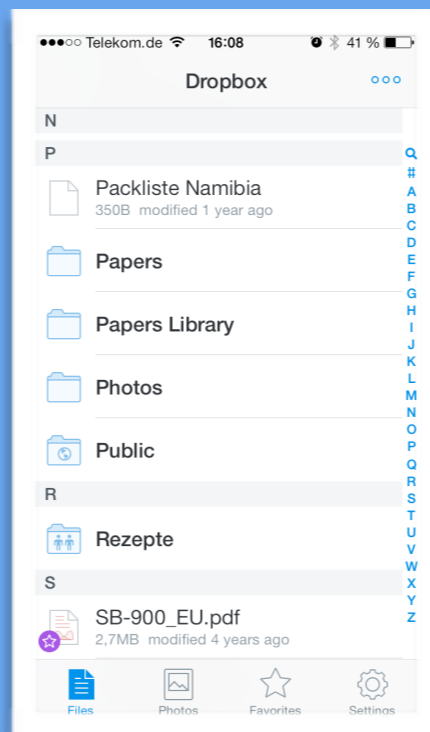 Telekom.de 16:08 41 %
Dropbox
N
P
Packliste Namibia
350B modified 1 year ago
Papers
Papers Library
Photos
Public
R
Rezepte
S
SB-900_EU.pdf
2,7MB modified 4 years ago
#
A
B
C
D
E
F
G
H
I
J
K
L
M
N
O
P
Q
R
S
T
U
V
W
X
Y
Z
Files Photos Favorites Settings